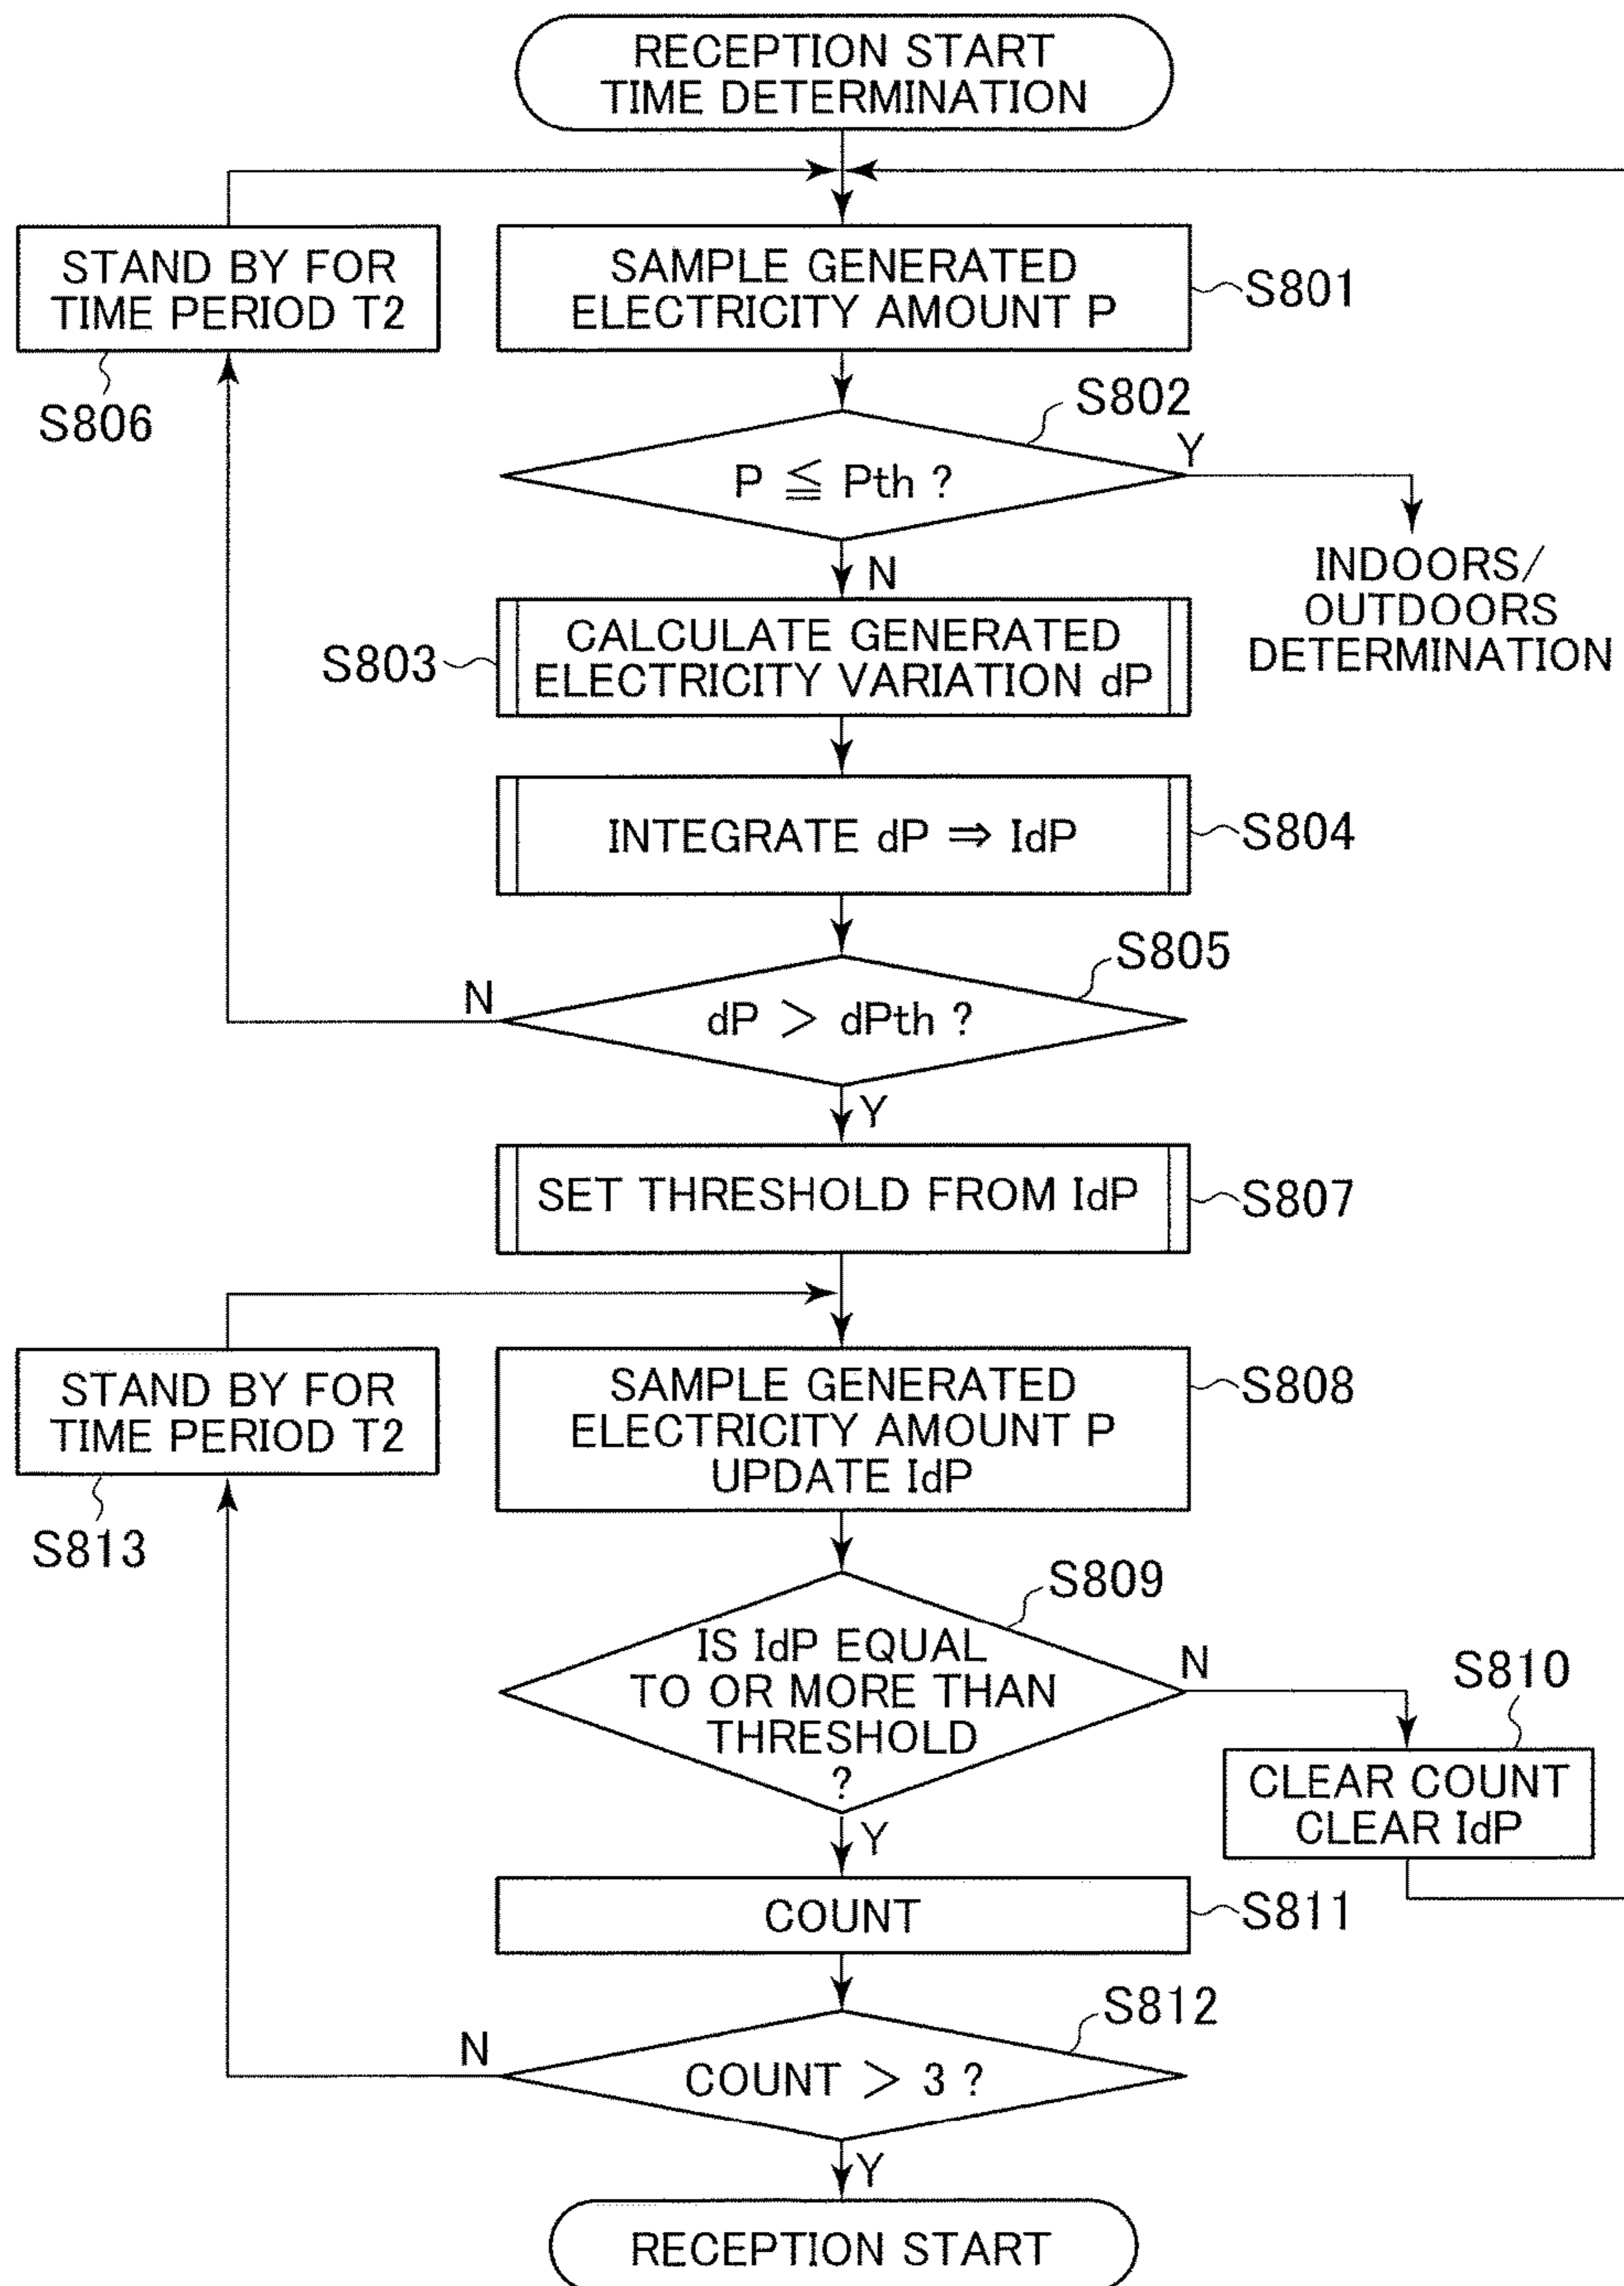 RECEPTION START
TIME DETERMINATION
STAND BY FOR
TIME PERIOD T2
S806
SAMPLE GENERATED
ELECTRICITY AMOUNT P
S801
S802
P ≦ Pth ?
Y
N
INDOORS/
OUTDOORS
DETERMINATION
S803
CALCULATE GENERATED
ELECTRICITY VARIATION dP
INTEGRATE dP ⇒ IdP
S804
S805
dP > dPth ?
N
Y
SET THRESHOLD FROM IdP
S807
STAND BY FOR
TIME PERIOD T2
S813
SAMPLE GENERATED
ELECTRICITY AMOUNT P
UPDATE IdP
S808
S809
IS IdP EQUAL
TO OR MORE THAN
THRESHOLD
?
N
Y
S810
CLEAR COUNT
CLEAR IdP
COUNT
S811
S812
COUNT > 3 ?
N
Y
RECEPTION START